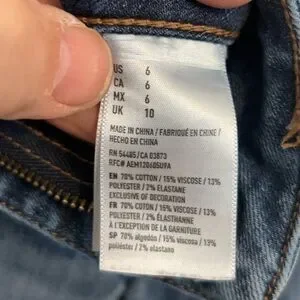 US 6
CA 6
MX 6
UK 10
MADE IN CHINA / FABRIQUÉ EN CHINE /
HECHO EN CHINA
RN 54485/CA 03873
RFC# AEM120605U9A
EN 70% COTTON / 15% VISCOSE / 13%
POLYESTER / 2% ELASTANE
EXCLUSIVE OF DECORATION
FR 70% COTON / 15% VISCOSE / 13%
POLYESTER / 2% ÉLASTHANNE
À L'EXCEPTION DE LA GARNITURE
SP 70% algodón / 15% viscosa / 13%
poliéster / 2% elastano